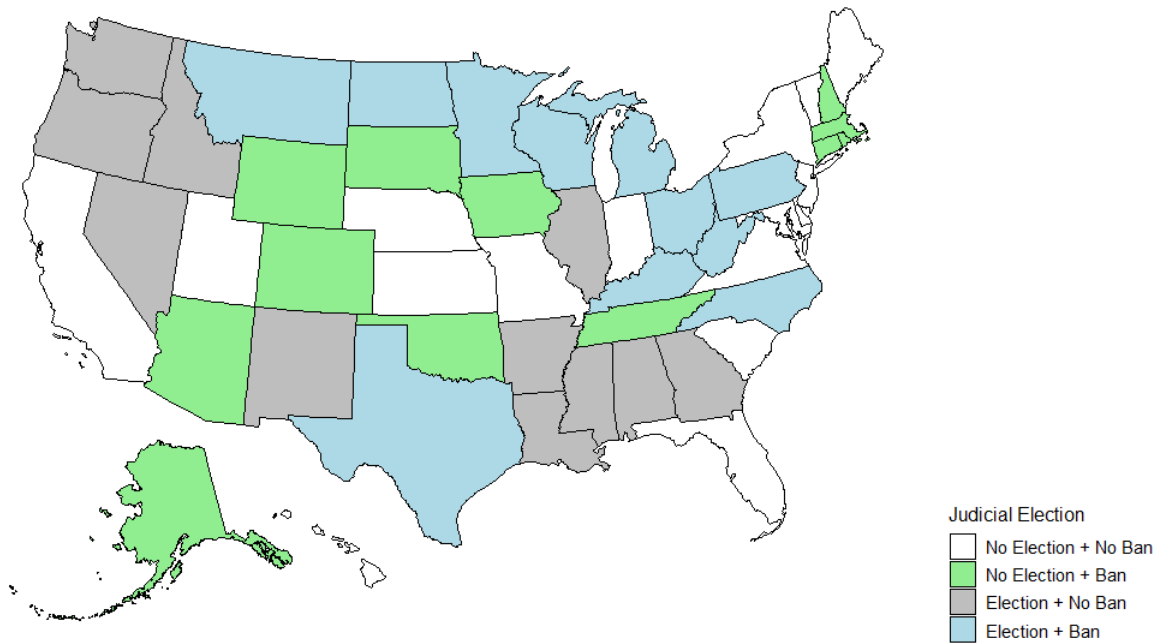 Judicial Election
No Election + No Ban
No Election + Ban
Election + No Ban
Election + Ban